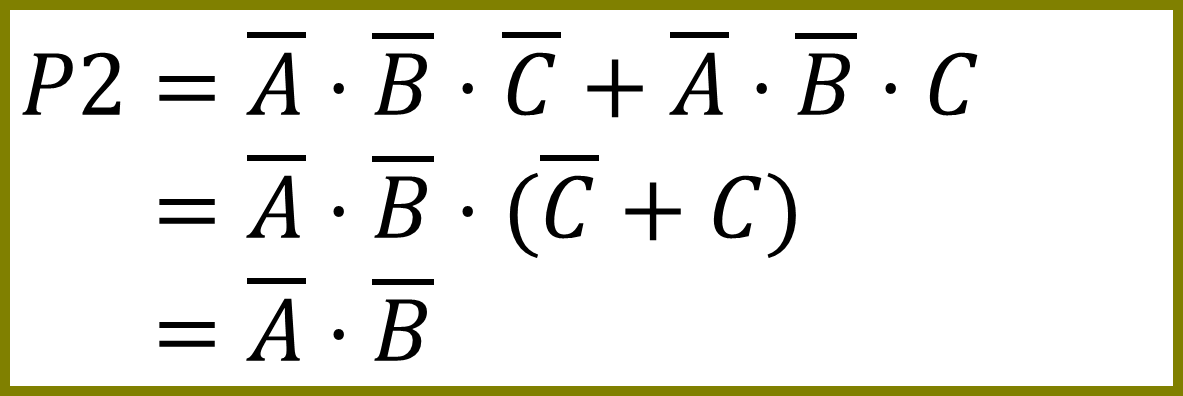 P2 = A̅ · B̅ · C̅ + A̅ · B̅ · C
= A̅ · B̅ · (C̅ + C)
= A̅ · B̅